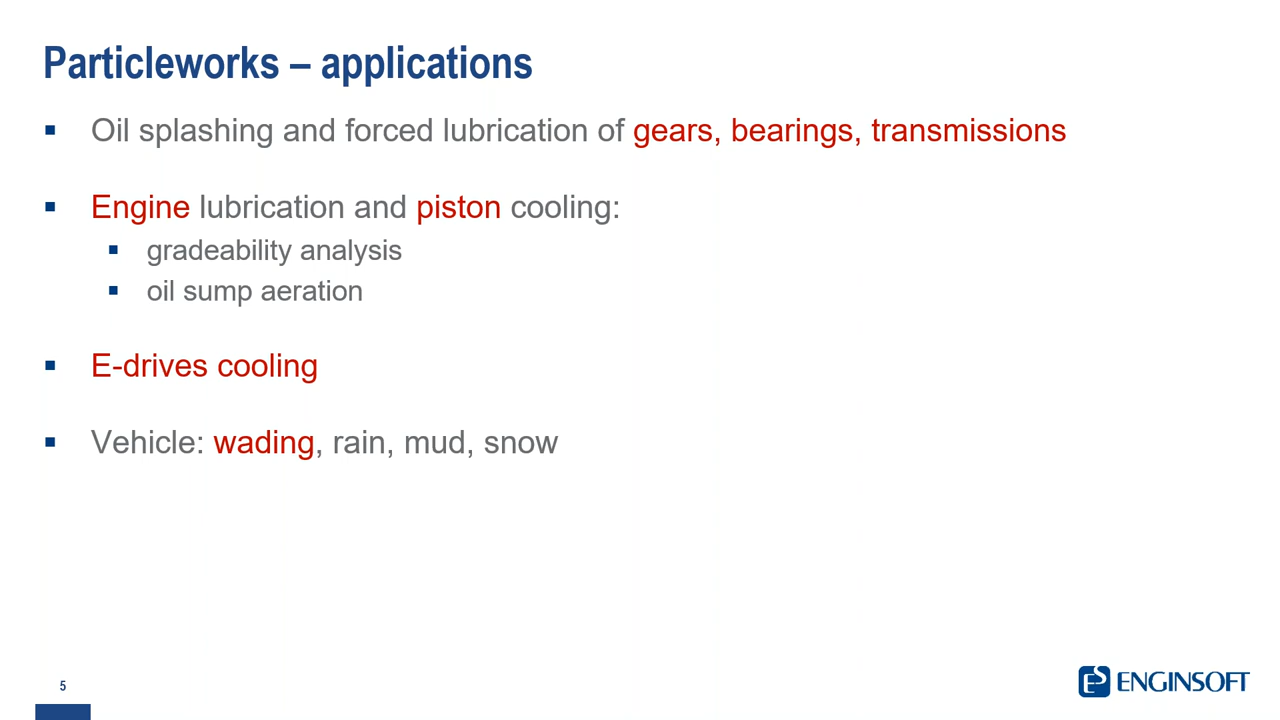 Particleworks – applications
Oil splashing and forced lubrication of gears, bearings, transmissions
Engine lubrication and piston cooling:
gradeability analysis
oil sump aeration
E-drives cooling
Vehicle: wading, rain, mud, snow
5
ES ENGINSOFT